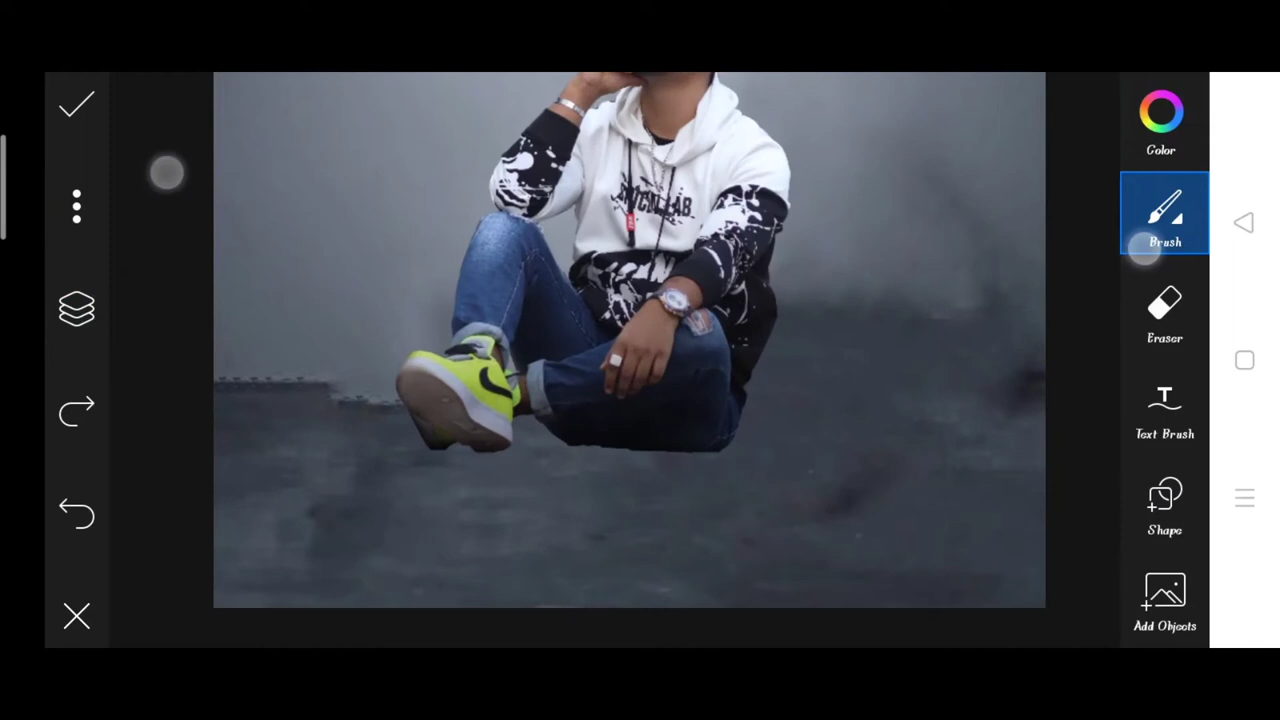 Color
Brush
Eraser
Text Brush
Shape
Add Objects